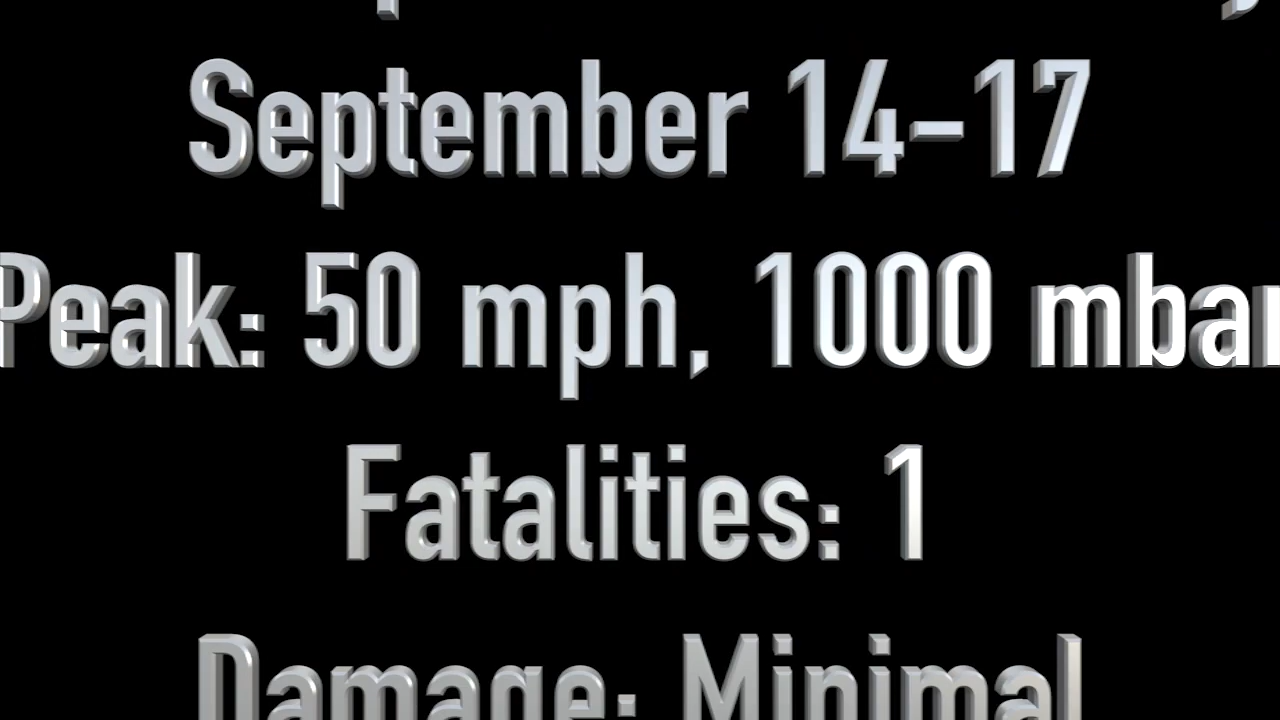 September 14-17
Peak: 50 mph, 1000 mbar
Fatalities: 1
Damage: Minimal